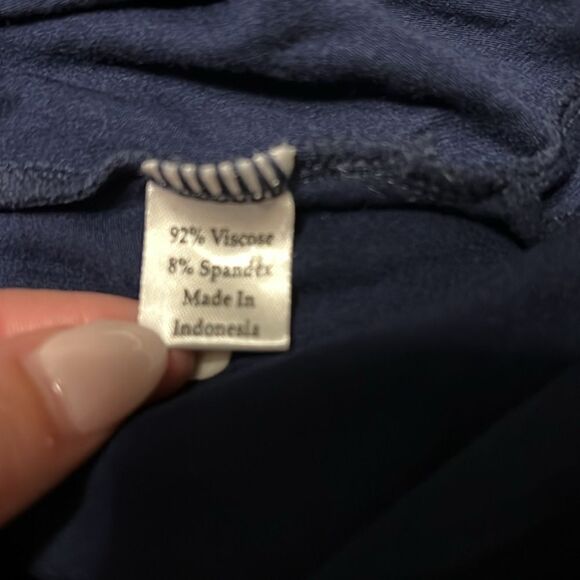 92% Viscose
8% Spandex
Made In
Indonesia